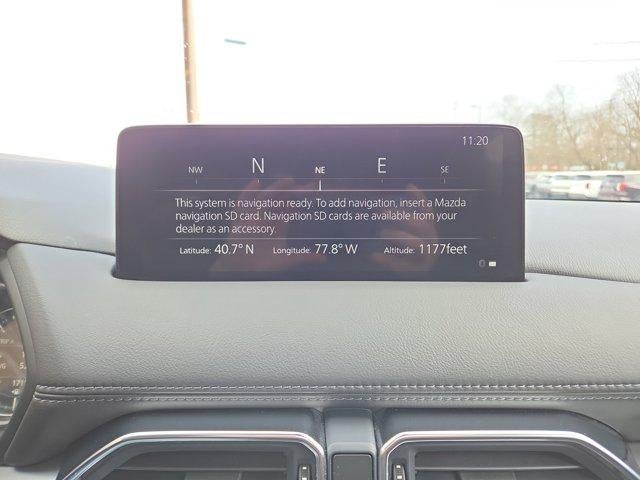 11:20
NW N NE E SE
This system is navigation ready. To add navigation, insert a Mazda
navigation SD card. Navigation SD cards are available from your
dealer as an accessory.
Latitude: 40.7° N Longitude: 77.8° W Altitude: 1177feet